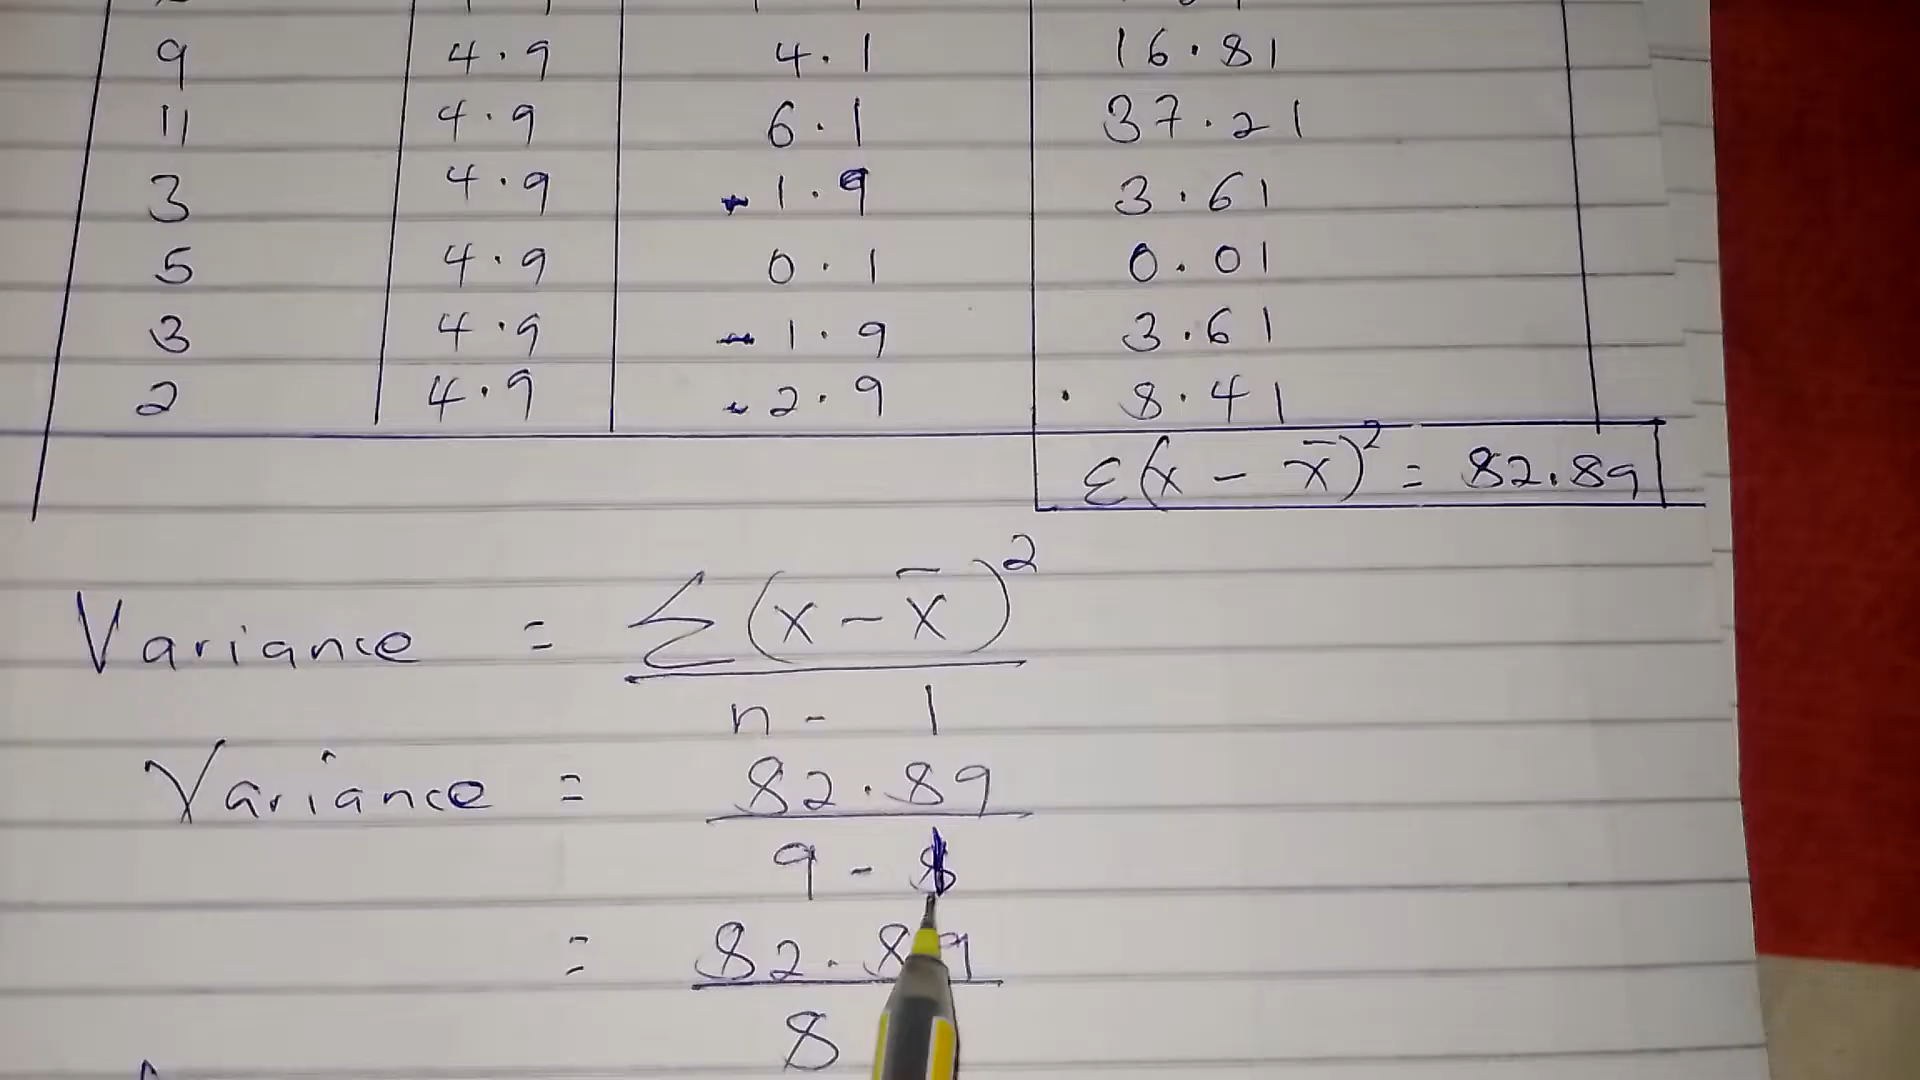 9 4.9 4.1 16.81
11 4.9 6.1 37.21
3 4.9 -1.9 3.61
5 4.9 0.1 0.01
3 4.9 -1.9 3.61
2 4.9 -2.9 8.41
Σ(x - x̄)² = 82.89
Variance = Σ(x - x̄)²
n - 1
Variance = 82.89
9 - 1
= 82.89
8